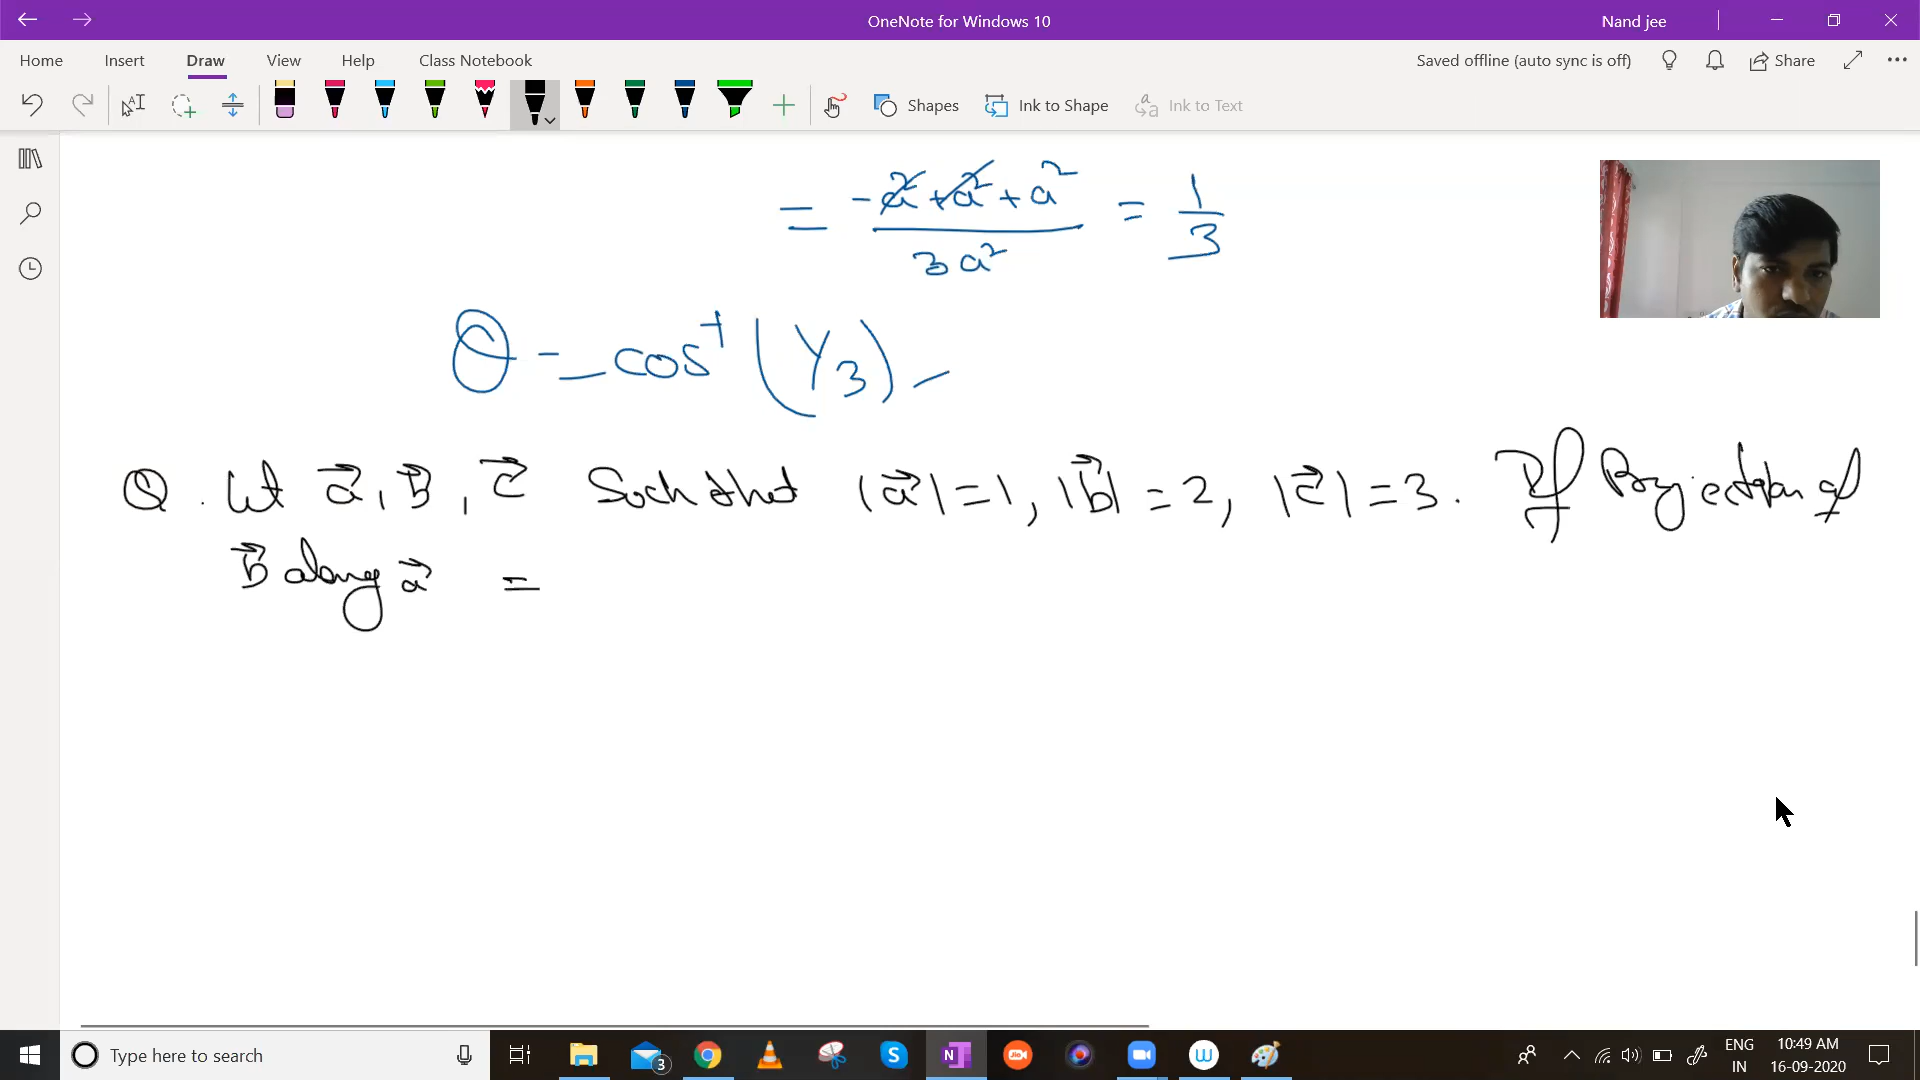 OneNote for Windows 10
Nand jee
Home Insert Draw View Help Class Notebook
Saved offline (auto sync is off) Share
Shapes Ink to Shape Ink to Text
= -a² + a² + a² / 3a² = 1/3
θ = cos⁻¹ (1/3)
Q. Let a⃗, b⃗, c⃗ Such that |a⃗| = 1, |b⃗| = 2, |c⃗| = 3. If Projection of
b⃗ along a⃗ =
Type here to search
3
ENG
IN
10:49 AM
16-09-2020